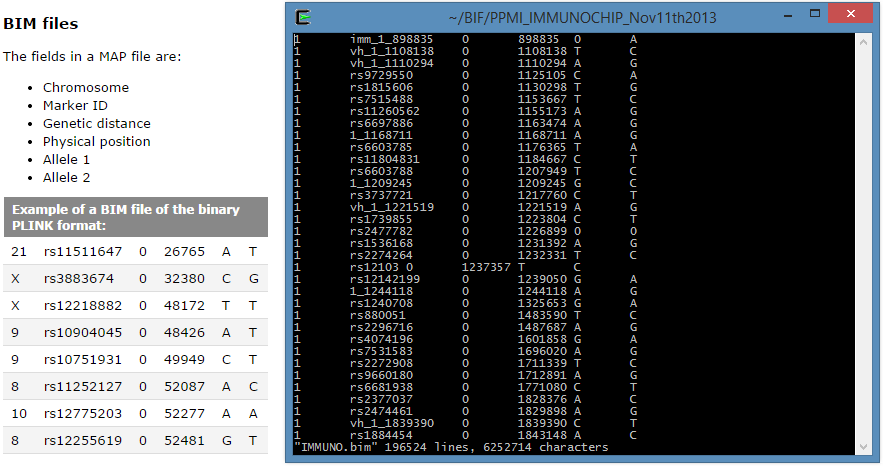 BIM files
The fields in a MAP file are:
• Chromosome
• Marker ID
• Genetic distance
• Physical position
• Allele 1
• Allele 2
Example of a BIM file of the binary
PLINK format:
21 rs11511647 0 26765 A T
X rs3883674 0 32380 C G
X rs12218882 0 48172 T T
9 rs10904045 0 48426 A T
9 rs10751931 0 49949 C T
8 rs11252127 0 52087 A C
10 rs12775203 0 52277 A A
8 rs12255619 0 52481 G T
~/BIF/PPMI_IMMUNOCHIP_Nov11th2013
1 imm_1_898835 0 898835 0 A
1 vh_1_1108138 0 1108138 T C
1 vh_1_1110294 0 1110294 A G
1 rs9729550 0 1125105 C A
1 rs1815606 0 1130298 T G
1 rs7515488 0 1153667 T C
1 rs11260562 0 1155173 A G
1 rs6697886 0 1163474 A G
1 1_1168711 0 1168711 A G
1 rs6603785 0 1176365 T A
1 rs11804831 0 1184667 C T
1 rs6603788 0 1207949 T C
1 1_1209245 0 1209245 G C
1 rs3737721 0 1217760 C T
1 vh_1_1221519 0 1221519 A G
1 rs1739855 0 1223804 C T
1 rs2477782 0 1226899 0 0
1 rs1536168 0 1231392 A G
1 rs2274264 0 1232331 T C
1 rs12103 0 1237357 T C
1 rs12142199 0 1239050 G A
1 1_1244118 0 1244118 A G
1 rs1240708 0 1325653 G A
1 rs880051 0 1483590 T C
1 rs2296716 0 1487687 A G
1 rs4074196 0 1601858 G A
1 rs7531583 0 1696020 A G
1 rs2272908 0 1711339 T C
1 rs9660180 0 1712891 A G
1 rs6681938 0 1771080 C T
1 rs2377037 0 1828376 A C
1 rs2474461 0 1829898 A G
1 vh_1_1839390 0 1839390 C T
1 rs1884454 0 1843148 A C
"IMMUNO.bim" 196524 lines, 6252714 characters